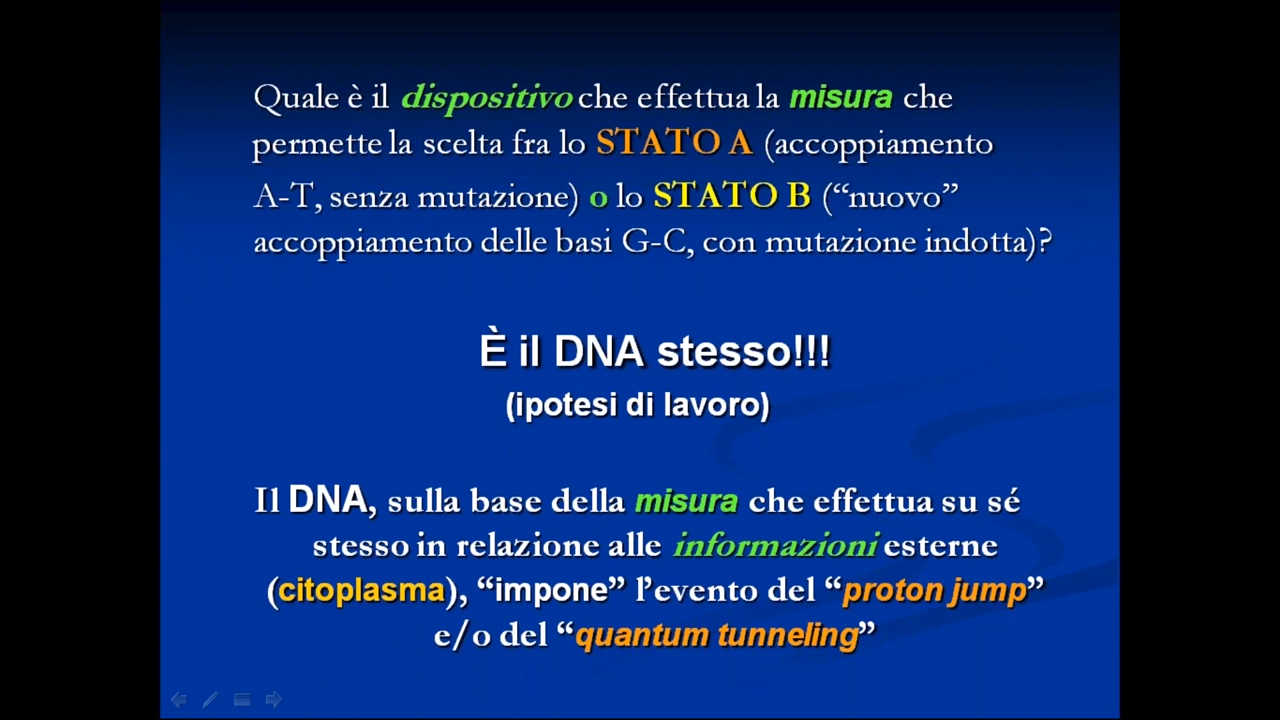 Quale è il dispositivo che effettua la misura che
permette la scelta fra lo STATO A (accoppiamento
A-T, senza mutazione) o lo STATO B (“nuovo”
accoppiamento delle basi G-C, con mutazione indotta)?
È il DNA stesso!!!
(ipotesi di lavoro)
Il DNA, sulla base della misura che effettua su sé
stesso in relazione alle informazioni esterne
(citoplasma), “impone” l’evento del “proton jump”
e/o del “quantum tunneling”